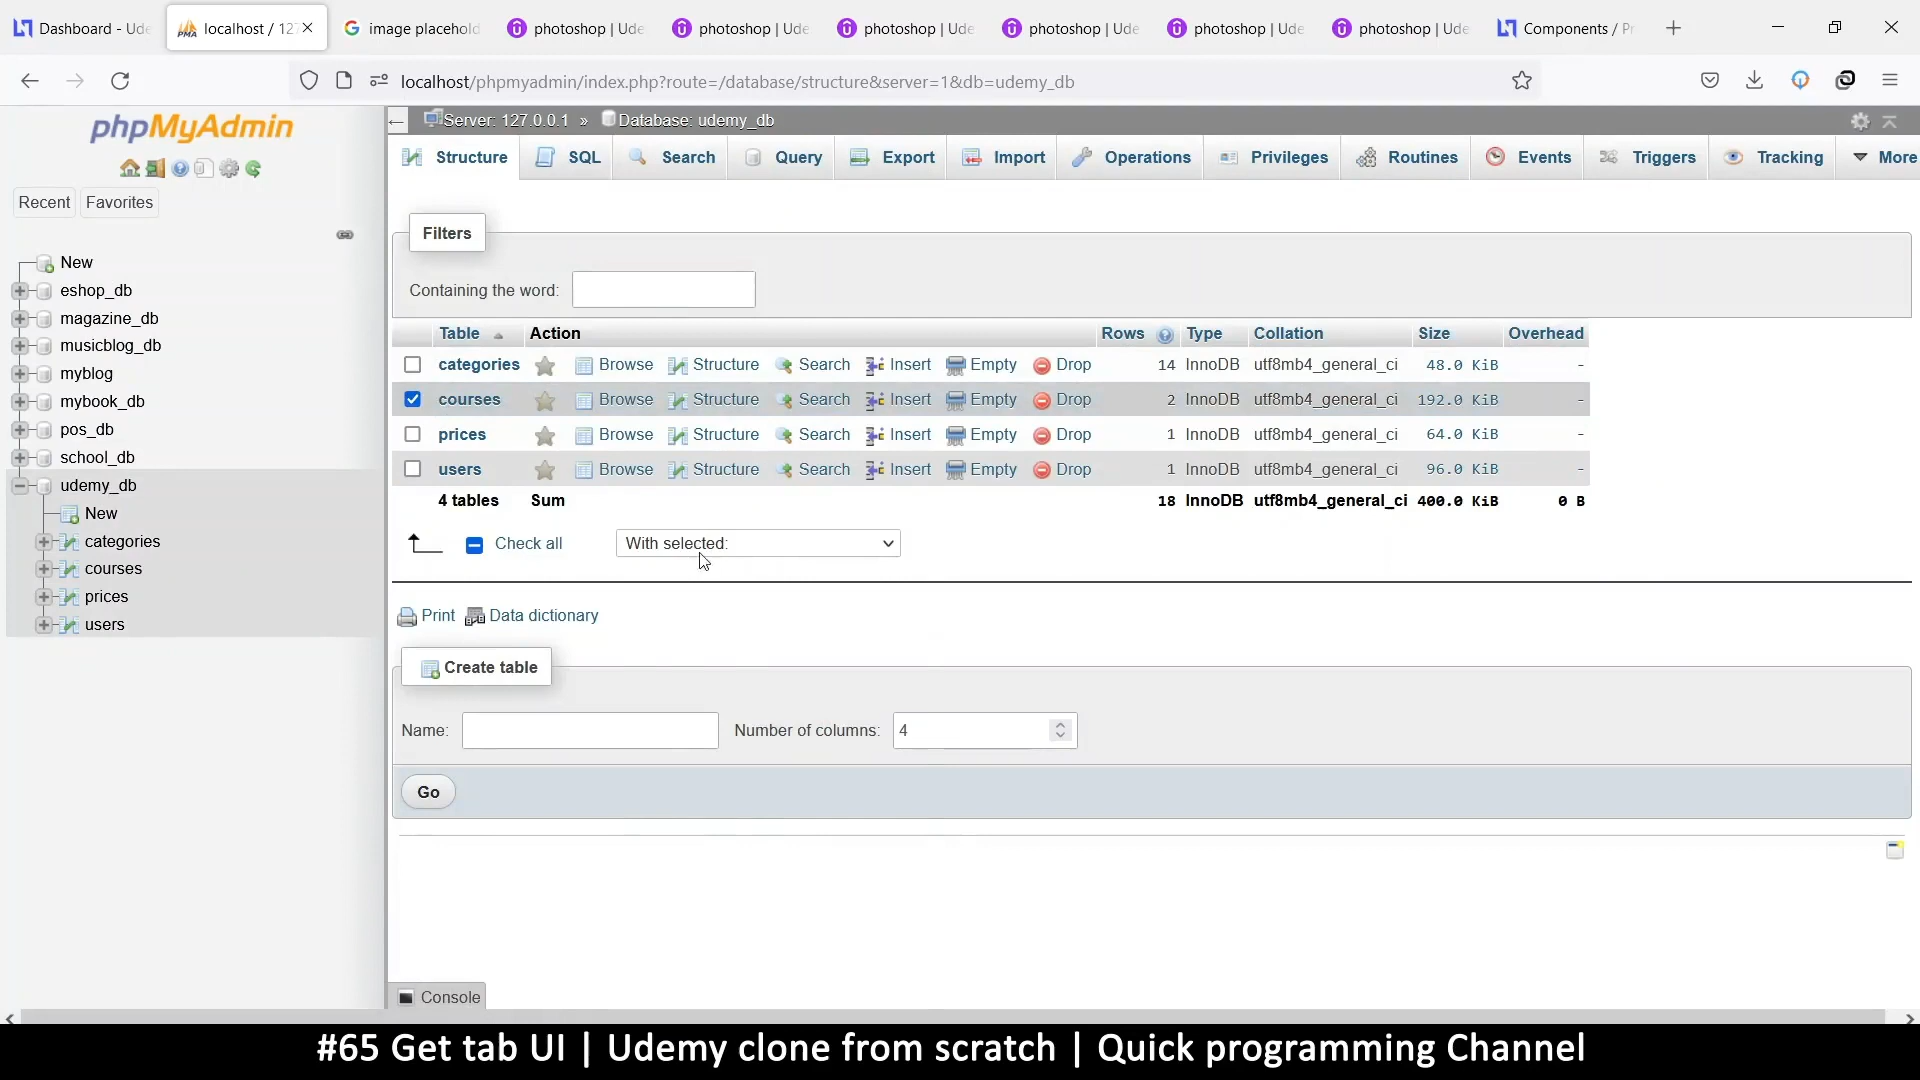 Dashboard - Ude
localhost / 127
image placehold
photoshop | Ude
photoshop | Ude
photoshop | Ude
photoshop | Ude
photoshop | Ude
photoshop | Ude
Components / Pr
localhost/phpmyadmin/index.php?route=/database/structure&server=1&db=udemy_db
phpMyAdmin
Recent Favorites
New
eshop_db
magazine_db
musicblog_db
myblog
mybook_db
pos_db
school_db
udemy_db
New
categories
courses
prices
users
Server: 127.0.0.1 » Database: udemy_db
Structure SQL Search Query Export Import Operations Privileges Routines Events Triggers Tracking More
Filters
Containing the word:
Table Action Rows Type Collation Size Overhead
categories Browse Structure Search Insert Empty Drop 14 InnoDB utf8mb4_general_ci 48.0 KiB -
courses Browse Structure Search Insert Empty Drop 2 InnoDB utf8mb4_general_ci 192.0 KiB -
prices Browse Structure Search Insert Empty Drop 1 InnoDB utf8mb4_general_ci 64.0 KiB -
users Browse Structure Search Insert Empty Drop 1 InnoDB utf8mb4_general_ci 96.0 KiB -
4 tables Sum 18 InnoDB utf8mb4_general_ci 400.0 KiB 0 B
Check all With selected:
Print Data dictionary
Create table
Name: Number of columns: 4
Go
Console
#65 Get tab UI | Udemy clone from scratch | Quick programming Channel